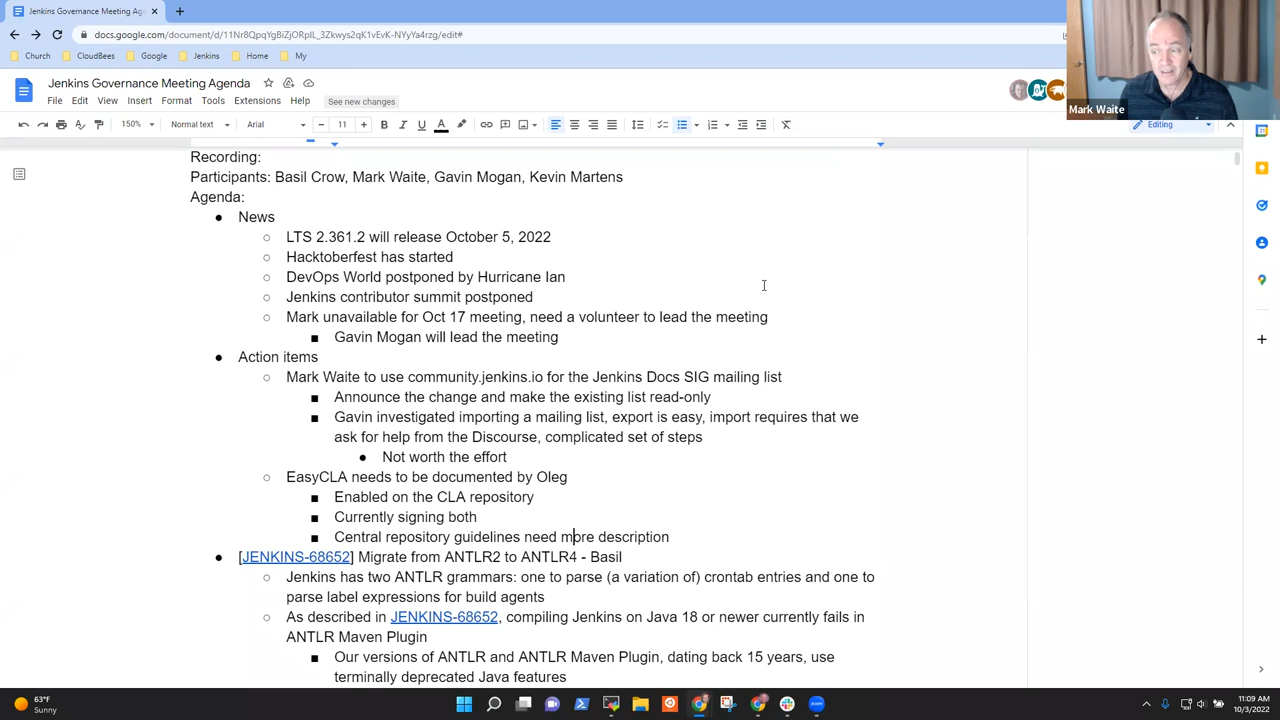 Jenkins Governance Meeting Ag
docs.google.com/document/d/11Nr8QpqYgBiZjORpIL_3Zkwys2qK1vEvK-NYyYa4rzg/edit#
Church
CloudBees
Google
Jenkins
Home
My
Jenkins Governance Meeting Agenda
File Edit View Insert Format Tools Extensions Help See new changes
150% Normal text Arial 11 Editing
Mark Waite
Recording:
Participants: Basil Crow, Mark Waite, Gavin Mogan, Kevin Martens
Agenda:
● News
○ LTS 2.361.2 will release October 5, 2022
○ Hacktoberfest has started
○ DevOps World postponed by Hurricane Ian
○ Jenkins contributor summit postponed
○ Mark unavailable for Oct 17 meeting, need a volunteer to lead the meeting
■ Gavin Mogan will lead the meeting
● Action items
○ Mark Waite to use community.jenkins.io for the Jenkins Docs SIG mailing list
■ Announce the change and make the existing list read-only
■ Gavin investigated importing a mailing list, export is easy, import requires that we
ask for help from the Discourse, complicated set of steps
● Not worth the effort
○ EasyCLA needs to be documented by Oleg
■ Enabled on the CLA repository
■ Currently signing both
■ Central repository guidelines need more description
● [JENKINS-68652] Migrate from ANTLR2 to ANTLR4 - Basil
○ Jenkins has two ANTLR grammars: one to parse (a variation of) crontab entries and one to
parse label expressions for build agents
○ As described in JENKINS-68652, compiling Jenkins on Java 18 or newer currently fails in
ANTLR Maven Plugin
■ Our versions of ANTLR and ANTLR Maven Plugin, dating back 15 years, use
terminally deprecated Java features
63°F
Sunny
11:09 AM
10/3/2022